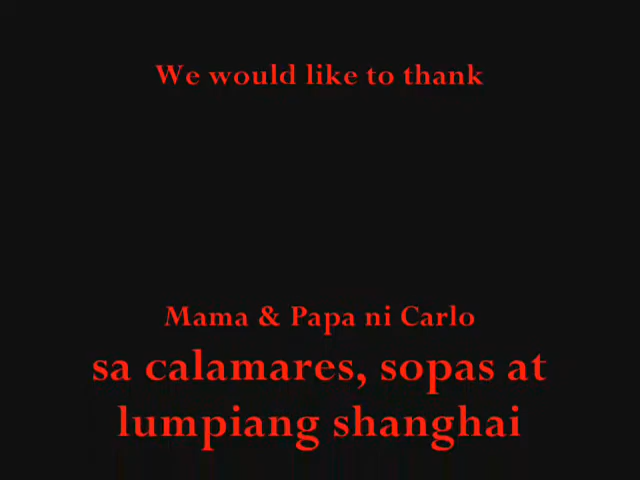 We would like to thank
Mama & Papa ni Carlo
sa calamares, sopas at
lumpiang shanghai